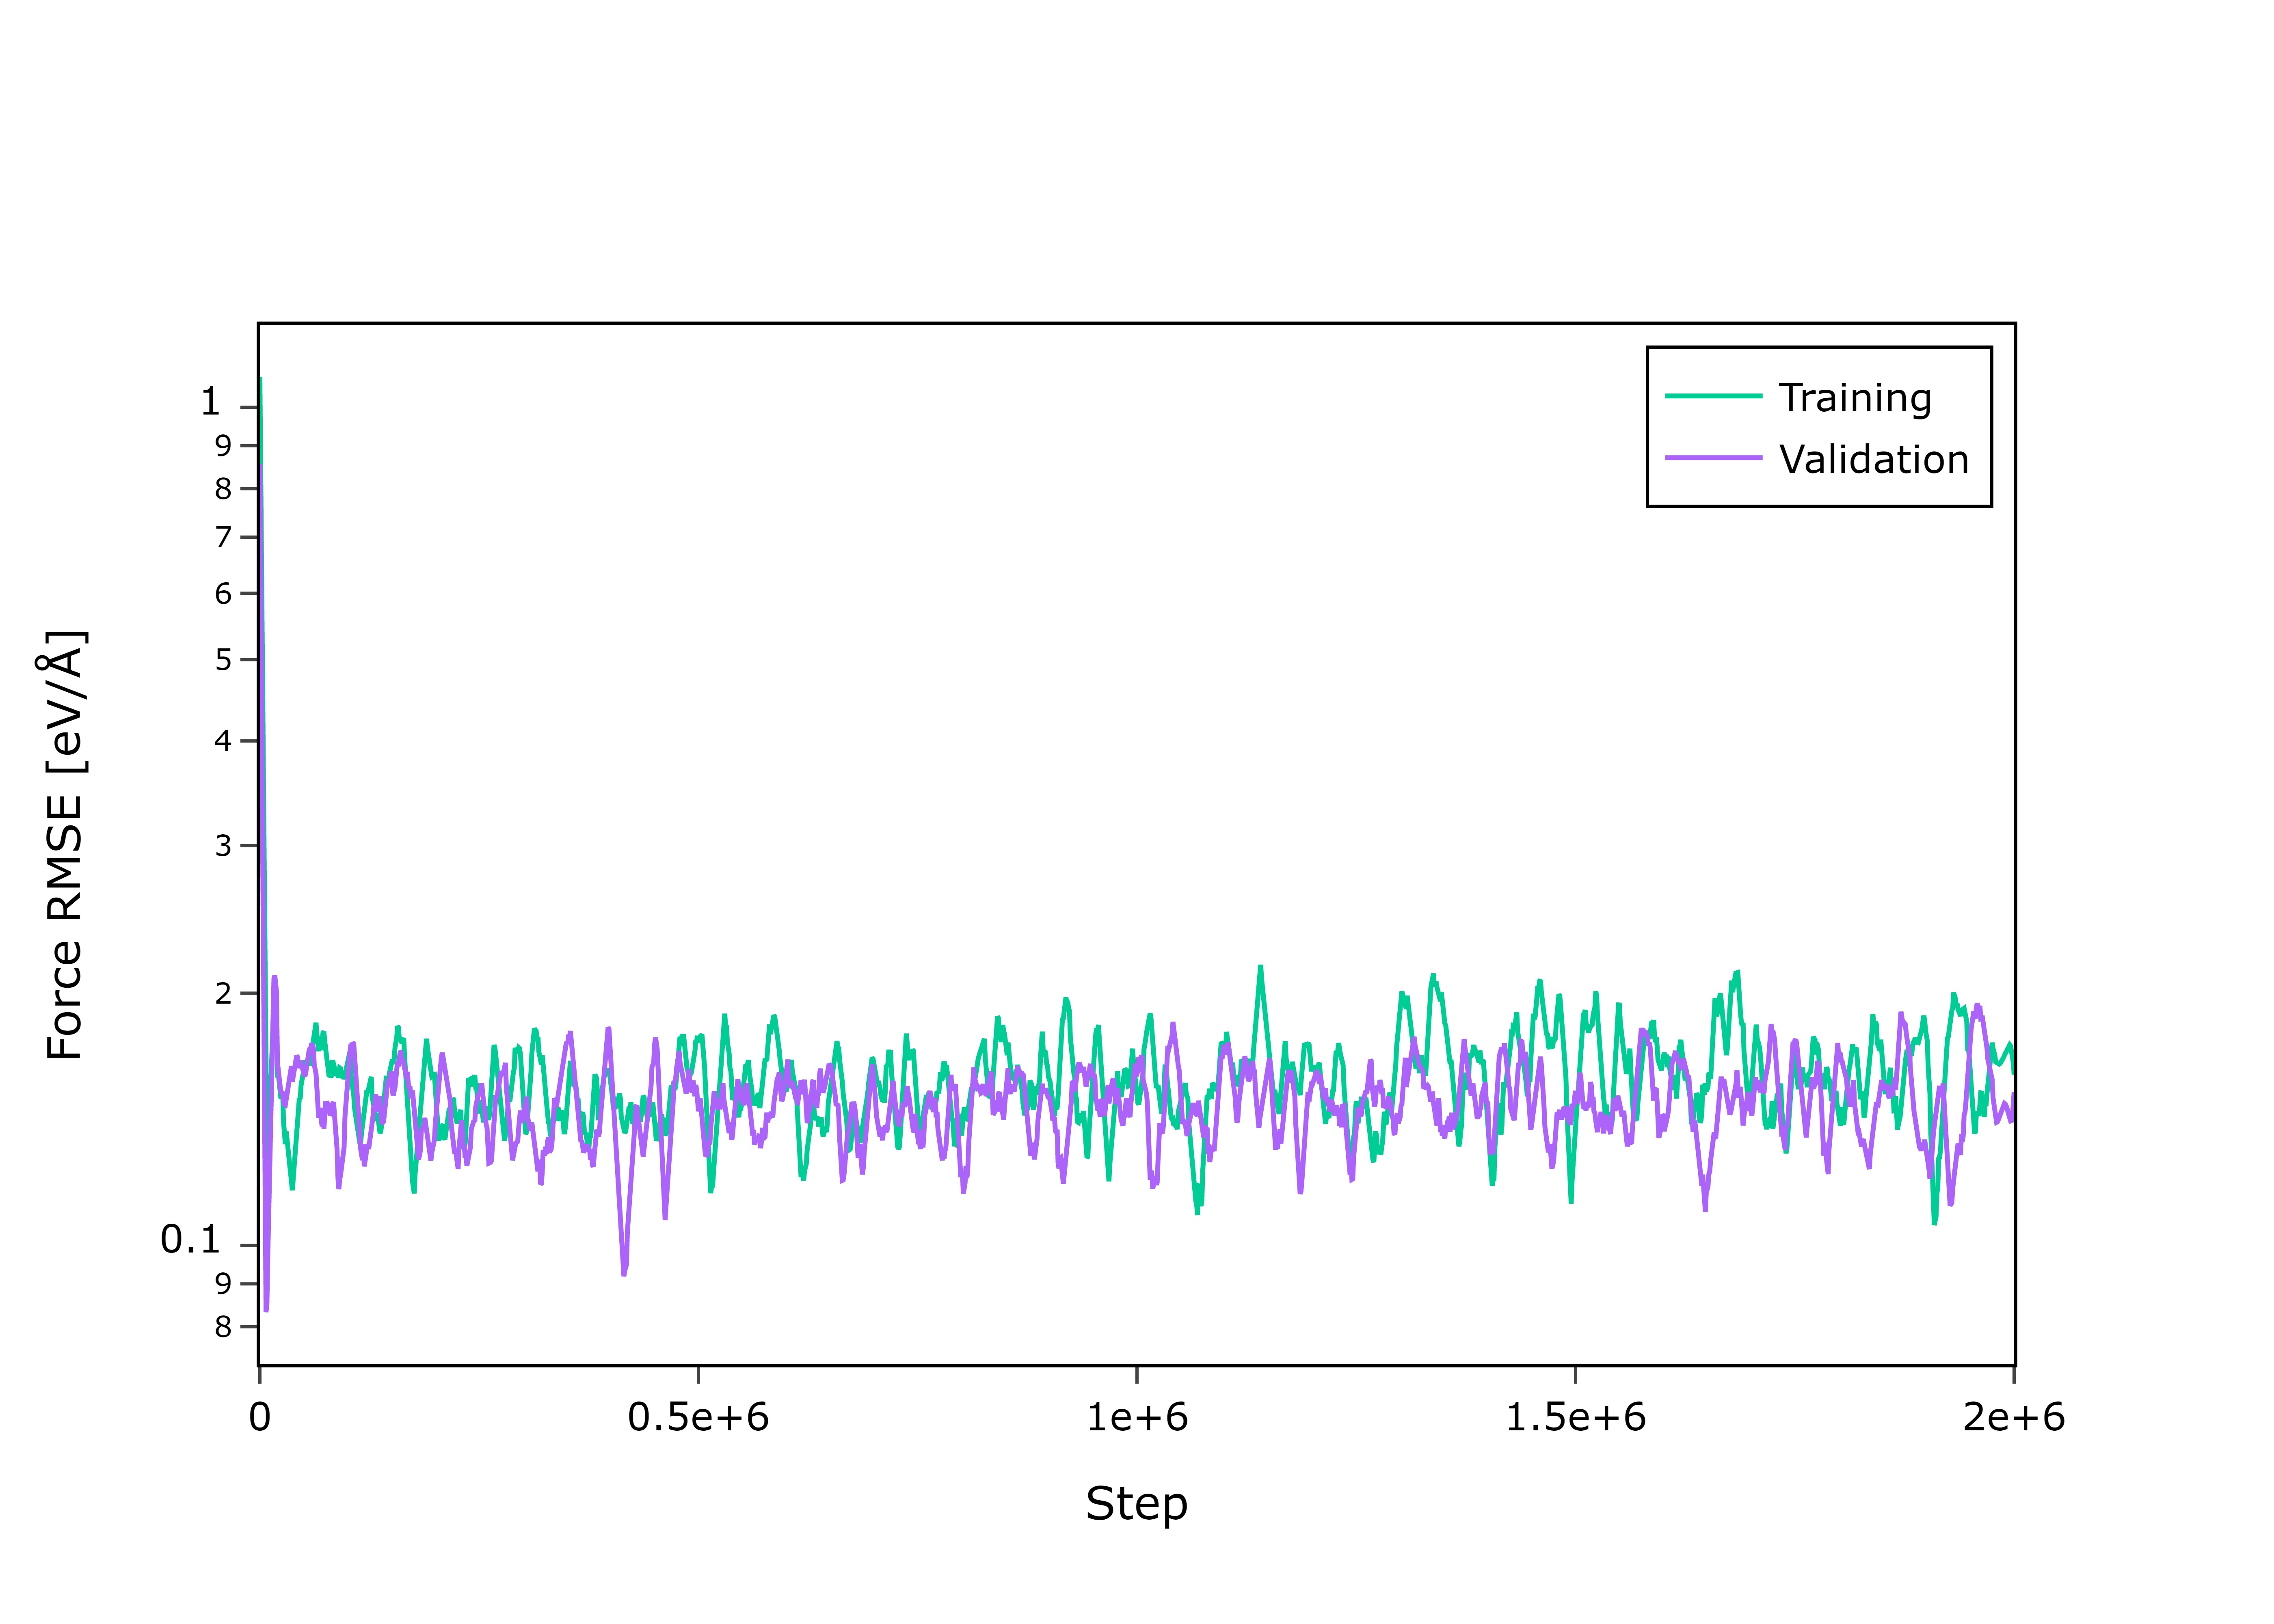 Force RMSE [eV/Å]
1
9
8
7
6
5
4
3
2
0.1
9
8
Training
Validation
0
0.5e+6
1e+6
1.5e+6
2e+6
Step